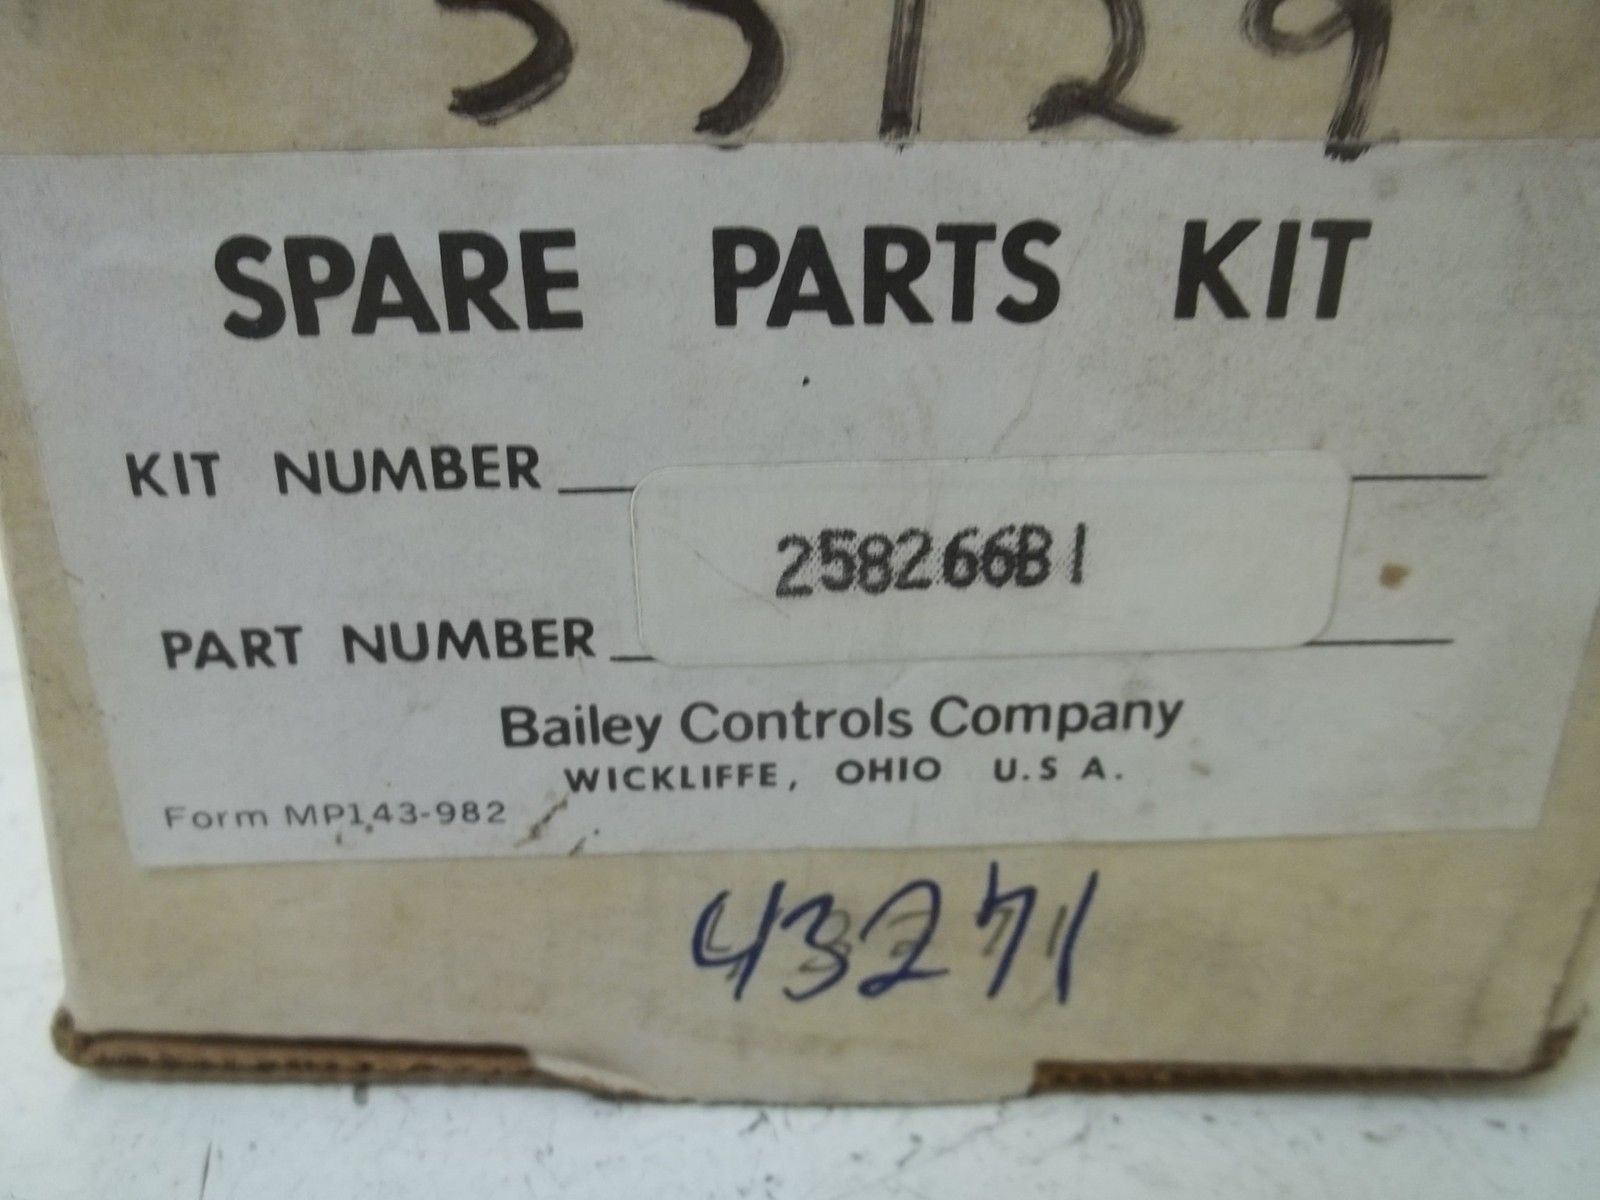 SPARE PARTS KIT
KIT NUMBER
258266B1
PART NUMBER
Bailey Controls Company
WICKLIFFE, OHIO U.S A.
Form MP143-982
43271